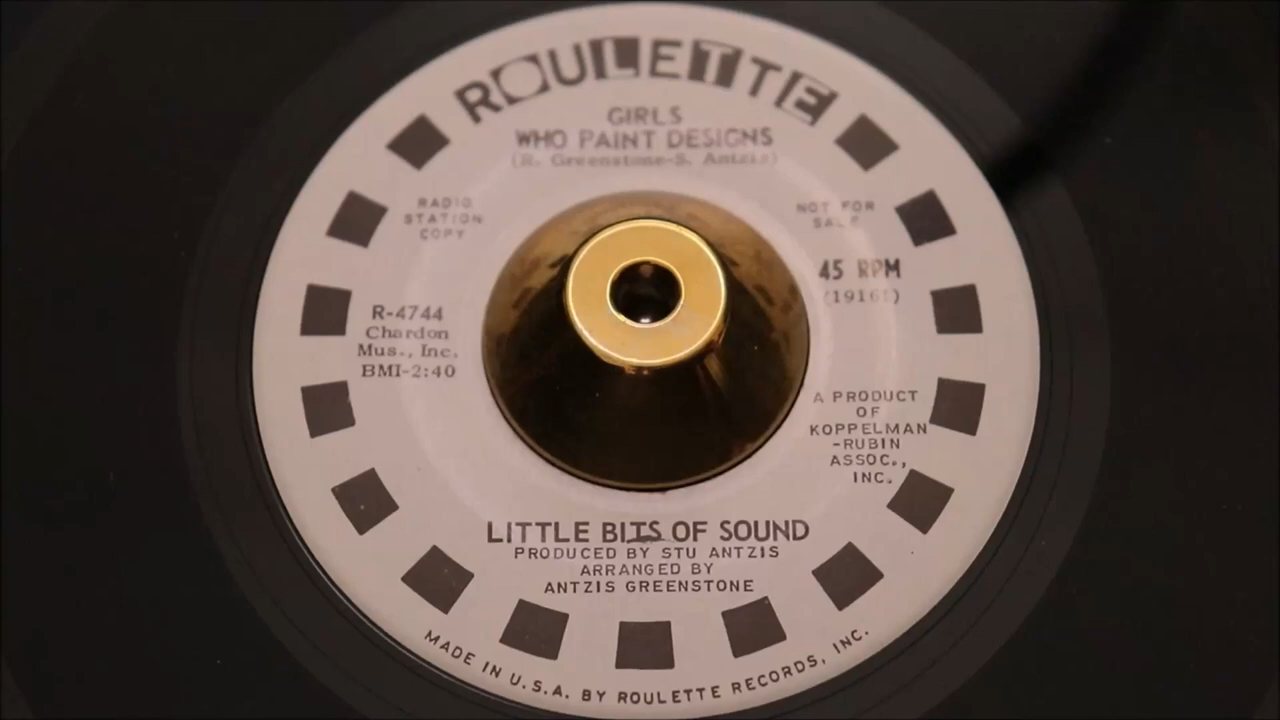 ROULETTE
GIRLS
WHO PAINT DESIGNS
(R. Greenstone-S. Antzis)
RADIO
STATION
COPY
NOT FOR
SALE
45 RPM
R-4744
Chardon
Mus., Inc.
BMI-2:40
A PRODUCT
OF
KOPPELMAN
-RUBIN
ASSOC.,
INC.
LITTLE BITS OF SOUND
PRODUCED BY STU ANTZIS
ARRANGED BY
ANTZIS GREENSTONE
MADE IN U.S.A. BY ROULETTE RECORDS, INC.